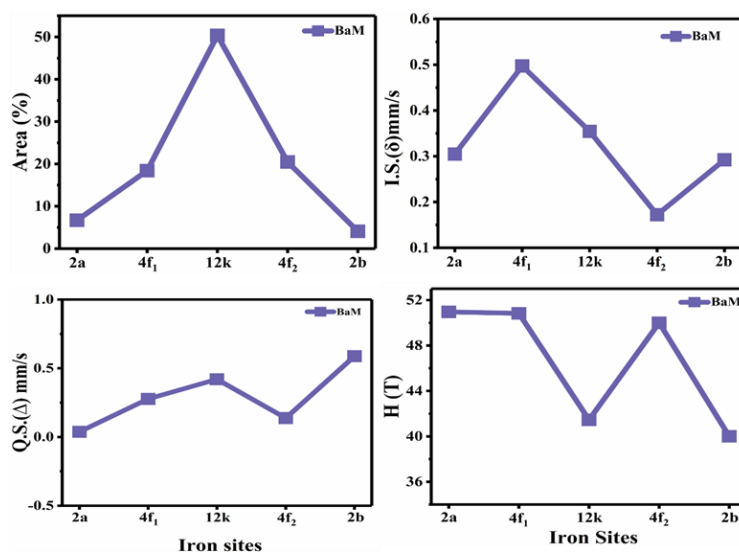 Area (%)
50
40
30
20
10
0
2a 4f₁ 12k 4f₂ 2b
BaM
I.S.(δ)mm/s
0.6
0.5
0.4
0.3
0.2
0.1
2a 4f₁ 12k 4f₂ 2b
BaM
Q.S.(Δ) mm/s
1.0
0.5
0.0
-0.5
2a 4f₁ 12k 4f₂ 2b
Iron sites
BaM
H (T)
52
48
44
40
36
2a 4f₁ 12k 4f₂ 2b
Iron Sites
BaM